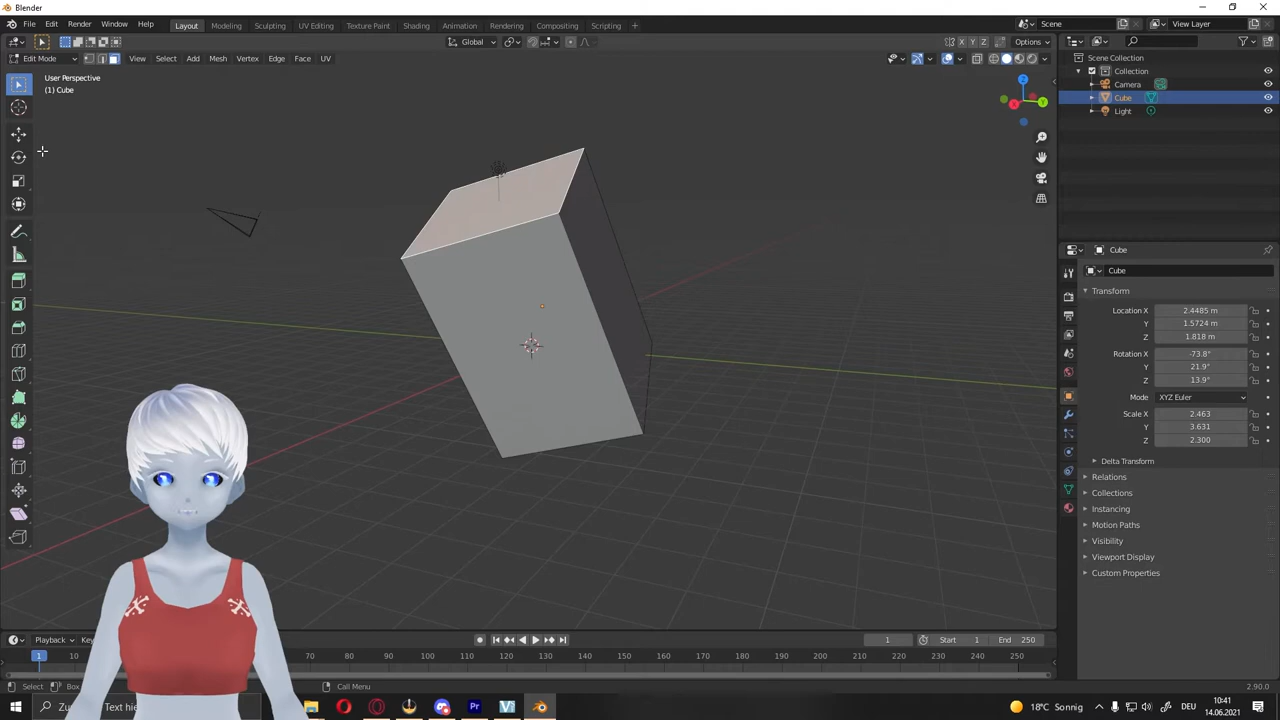 Blender
File Edit Render Window Help
Layout Modeling Sculpting UV Editing Texture Paint Shading Animation Rendering Compositing Scripting +
Scene
View Layer
Global
Options
Edit Mode
View Select Add Mesh Vertex Edge Face UV
User Perspective
(1) Cube
Z
X
Y
X Y Z
Scene Collection
Collection
Camera
Cube
Light
Cube
Cube
Transform
Location X 2.4485 m
Y 1.5724 m
Z 1.818 m
Rotation X -73.8°
Y 21.9°
Z 13.9°
Mode XYZ Euler
Scale X 2.463
Y 3.631
Z 2.300
Delta Transform
Relations
Collections
Instancing
Motion Paths
Visibility
Viewport Display
Custom Properties
Playback
1 Start 1 End 250
1 10 70 80 90 100 110 120 130 140 150 160 170 180 190 200 210 220 230 240 250
Select Box Call Menu 2.90.0
18°C Sonnig DEU 10:41
14.06.2021